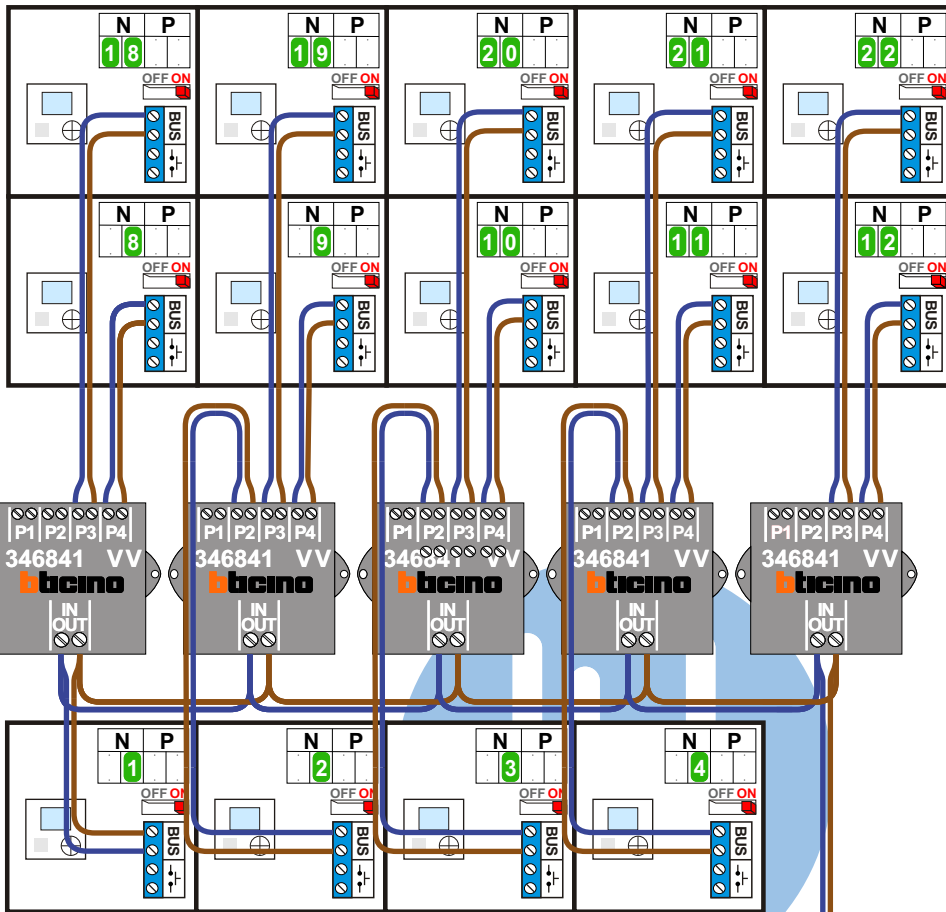 N P N P N P N P N P
18 19 20 21 22
OFF ON OFF ON OFF ON OFF ON OFF ON
BUS BUS BUS BUS BUS
N P N P N P N P N P
8 9 10 11 12
OFF ON OFF ON OFF ON OFF ON OFF ON
BUS BUS BUS BUS BUS
P1 P2 P3 P4 P1 P2 P3 P4 P1 P2 P3 P4 P1 P2 P3 P4 P1 P2 P3 P4
346841 VV 346841 VV 346841 VV 346841 VV 346841 VV
bticino bticino bticino bticino bticino
IN IN IN IN IN
OUT OUT OUT OUT OUT
N P N P N P N P
1 2 3 4
OFF ON OFF ON OFF ON OFF ON
BUS BUS BUS BUS